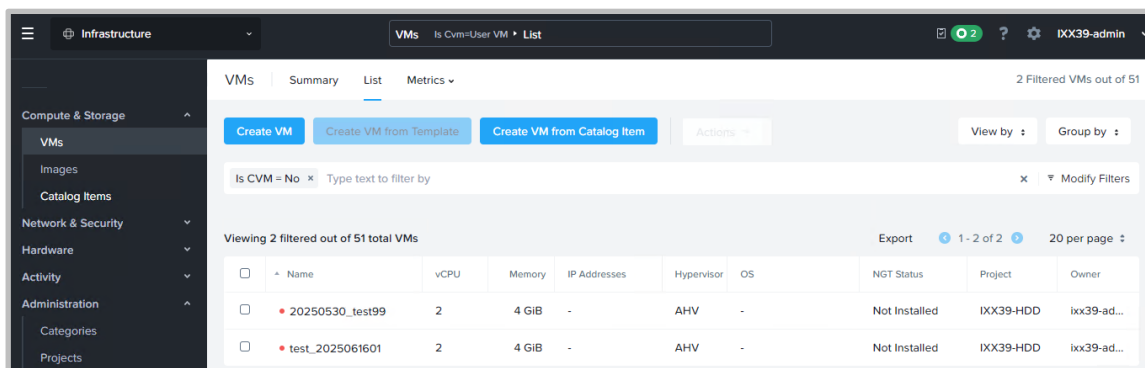 Infrastructure
VMs Is Cvm=User VM ▸ List
2
?
IXX39-admin
VMs Summary List Metrics
2 Filtered VMs out of 51
Compute & Storage
VMs
Images
Catalog Items
Network & Security
Hardware
Activity
Administration
Categories
Projects
Create VM Create VM from Template Create VM from Catalog Item Actions
View by Group by
Is CVM = No × Type text to filter by × Modify Filters
Viewing 2 filtered out of 51 total VMs Export 1 - 2 of 2 20 per page
Name vCPU Memory IP Addresses Hypervisor OS NGT Status Project Owner
20250530_test99 2 4 GiB - AHV - Not Installed IXX39-HDD ixx39-ad...
test_2025061601 2 4 GiB - AHV - Not Installed IXX39-HDD ixx39-ad...